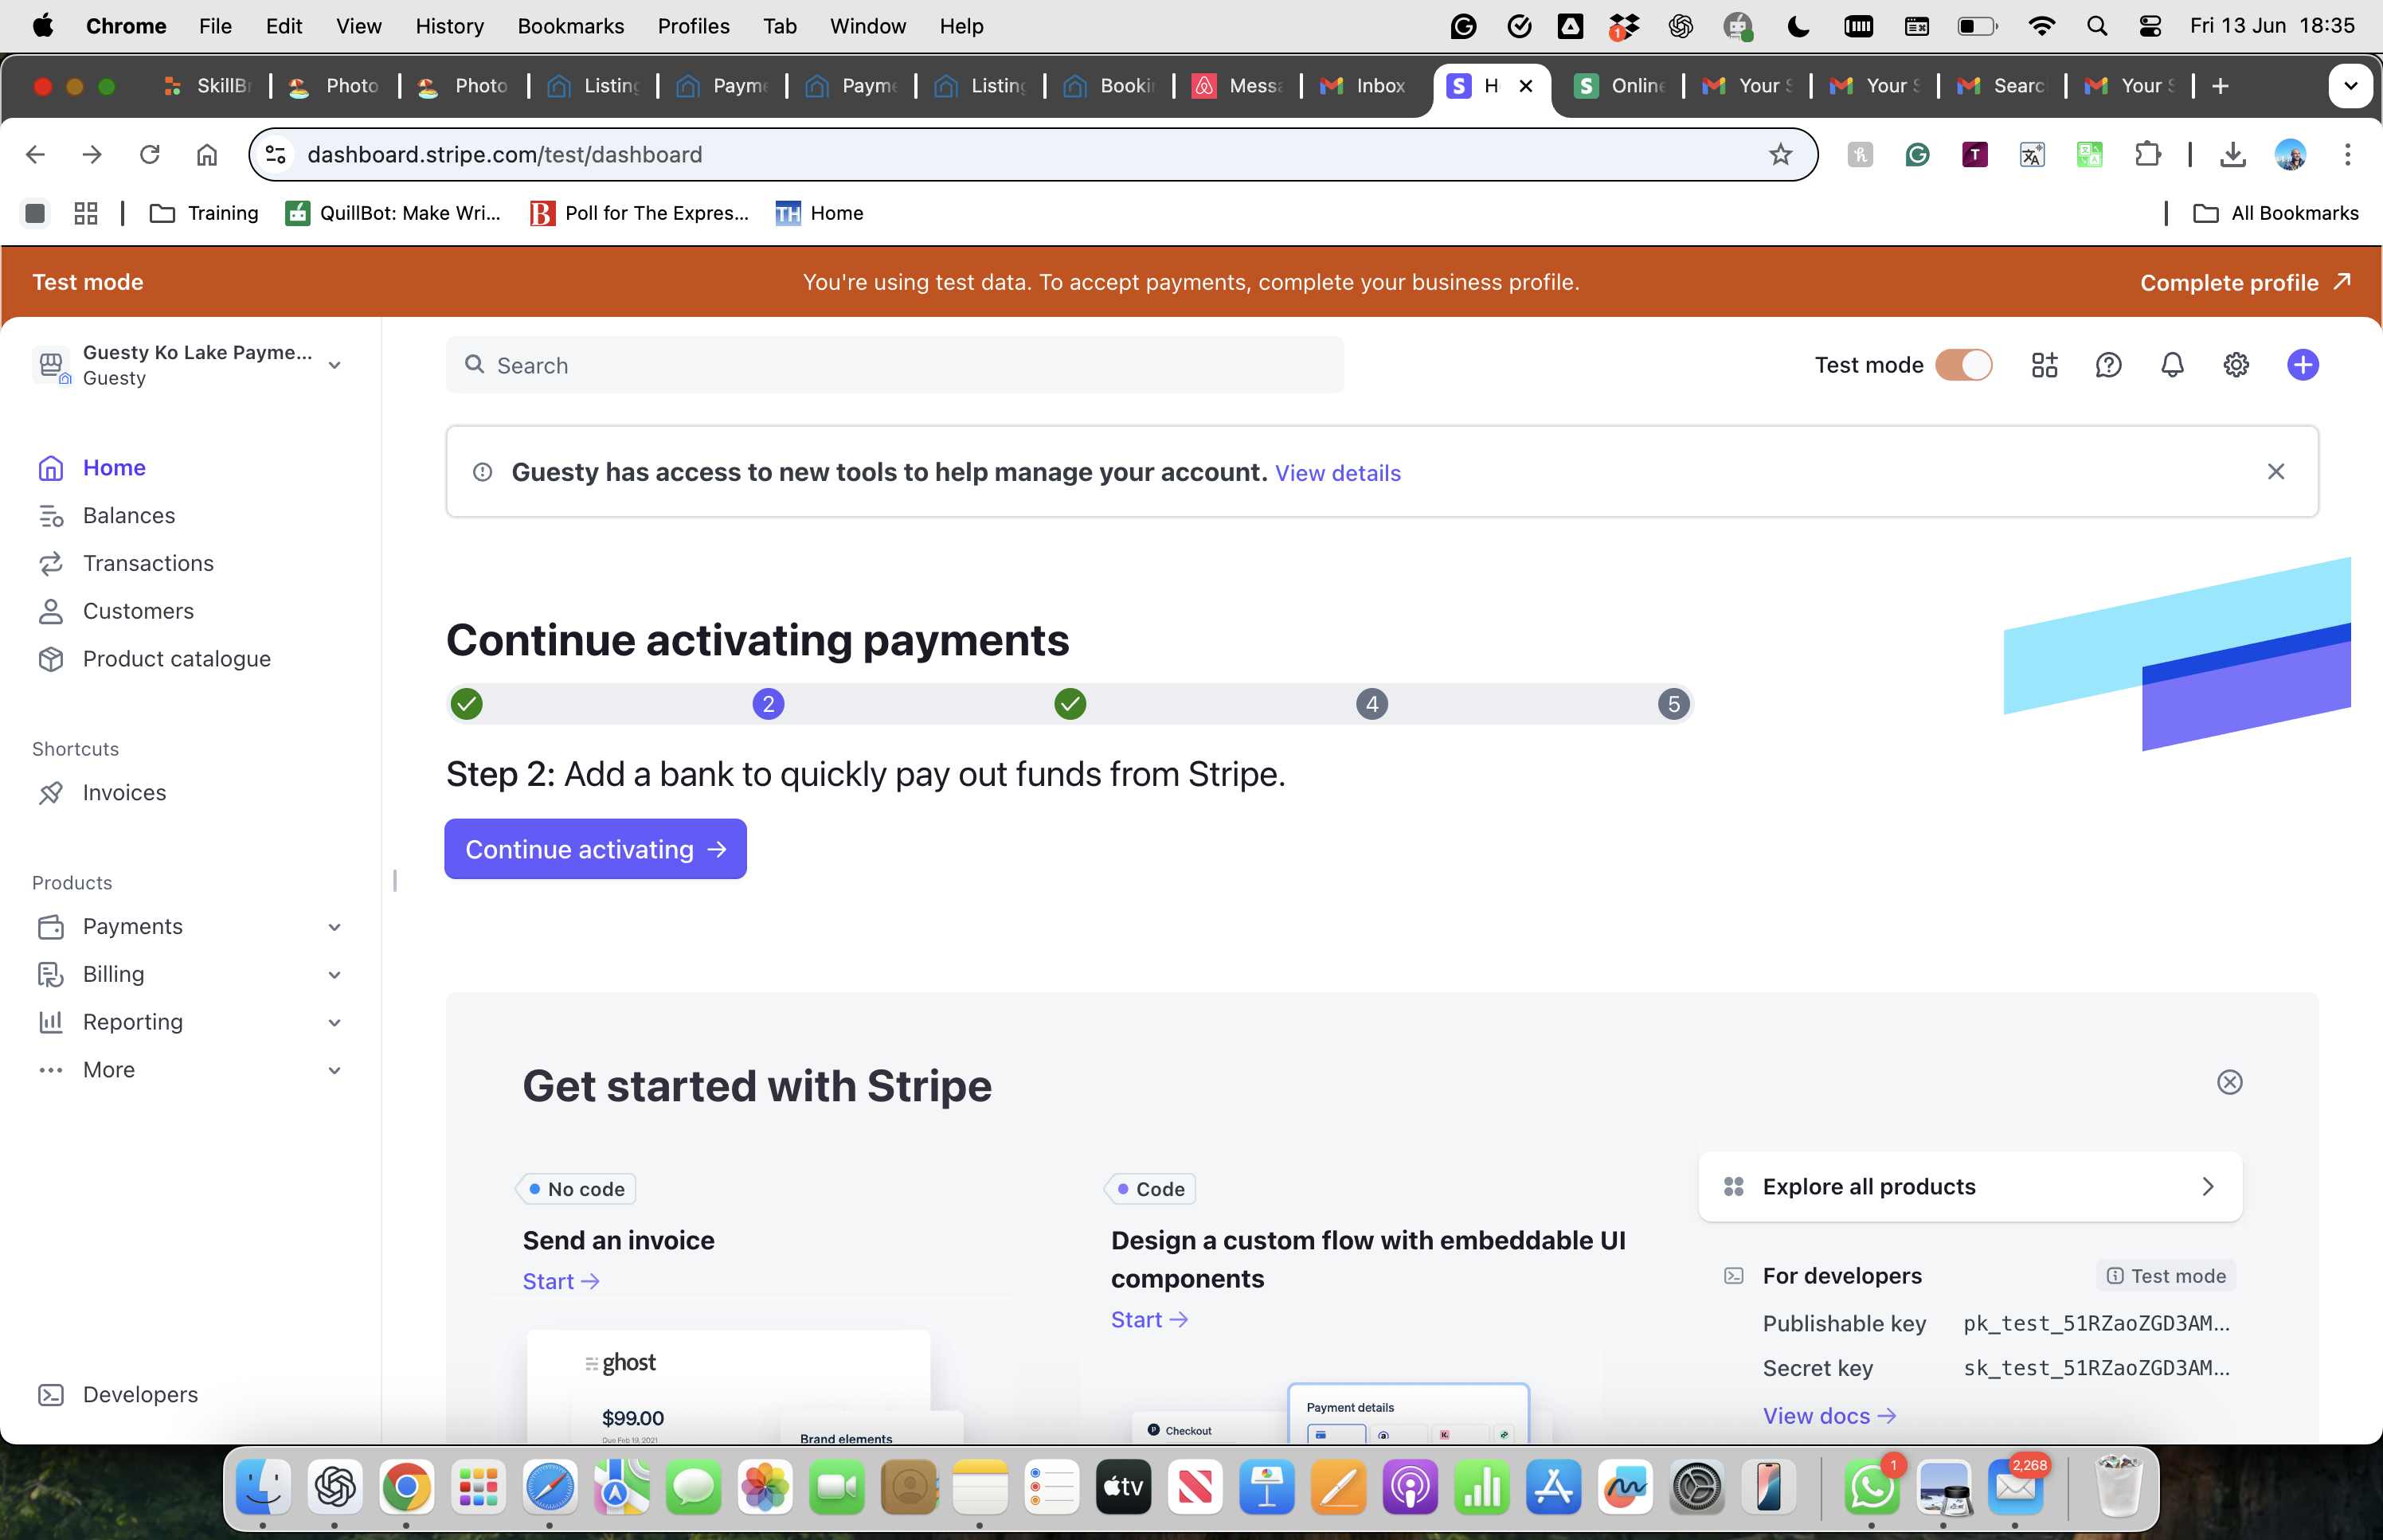 Chrome File Edit View History Bookmarks Profiles Tab Window Help
1
Fri 13 Jun 18:35
SkillBr Photo Photo Listing Payme Payme Listing Bookin Messa Inbox H Online Your S Your S Searc Your S
dashboard.stripe.com/test/dashboard
Training QuillBot: Make Wri... Poll for The Expres... Home All Bookmarks
Test mode
You're using test data. To accept payments, complete your business profile.
Complete profile
Guesty Ko Lake Payme...
Guesty
Search
Test mode
Home
Balances
Transactions
Customers
Product catalogue
Shortcuts
Invoices
Products
Payments
Billing
Reporting
More
Developers
Guesty has access to new tools to help manage your account. View details
Continue activating payments
2 4 5
Step 2: Add a bank to quickly pay out funds from Stripe.
Continue activating
Get started with Stripe
No code
Send an invoice
Start
ghost
$99.00
Due Feb 19, 2021
Brand elements
Code
Design a custom flow with embeddable UI
components
Start
Checkout
Payment details
Explore all products
For developers
Test mode
Publishable key pk_test_51RZaoZGD3AM...
Secret key sk_test_51RZaoZGD3AM...
View docs
tv
1
2,268